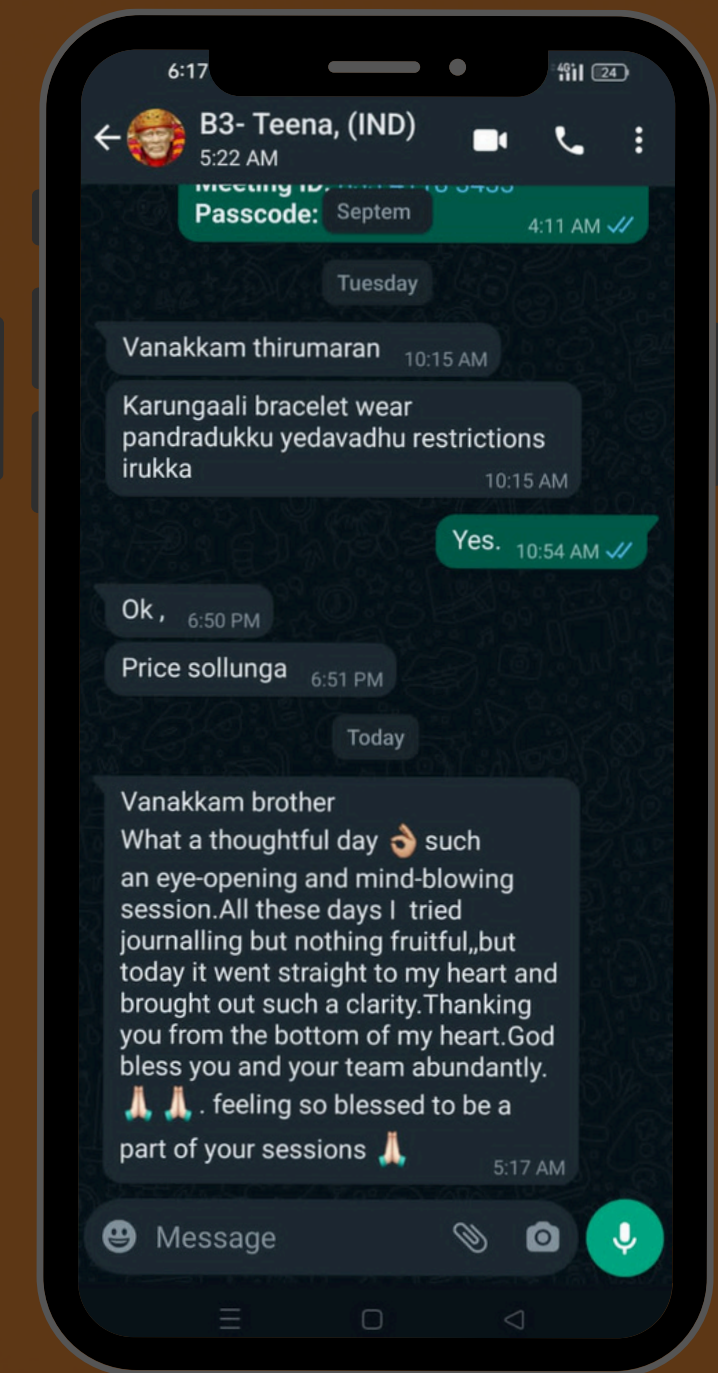 6:17
4G 24
B3- Teena, (IND)
5:22 AM
Meeting ID:
Passcode: Septem
4:11 AM
Tuesday
Vanakkam thirumaran 10:15 AM
Karungaali bracelet wear
pandradukku yedavadhu restrictions
irukka
10:15 AM
Yes. 10:54 AM
Ok , 6:50 PM
Price sollunga 6:51 PM
Today
Vanakkam brother
What a thoughtful day 👌🏼 such
an eye-opening and mind-blowing
session.All these days I tried
journalling but nothing fruitful,,but
today it went straight to my heart and
brought out such a clarity.Thanking
you from the bottom of my heart.God
bless you and your team abundantly.
🙏🏻 🙏🏻 . feeling so blessed to be a
part of your sessions 🙏🏻
5:17 AM
Message